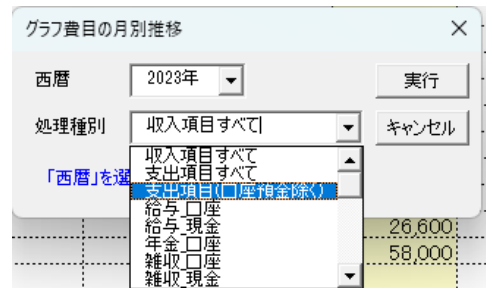 グラフ費目の月別推移
西暦
2023年
実行
処理種別
収入項目すべて
キャンセル
収入項目すべて
支出項目すべて
「西暦」を選
支出項目(口座預金除く)
給与_口座
給与_現金
年金_口座
雑収_口座
雑収_現金
26,600
58,000